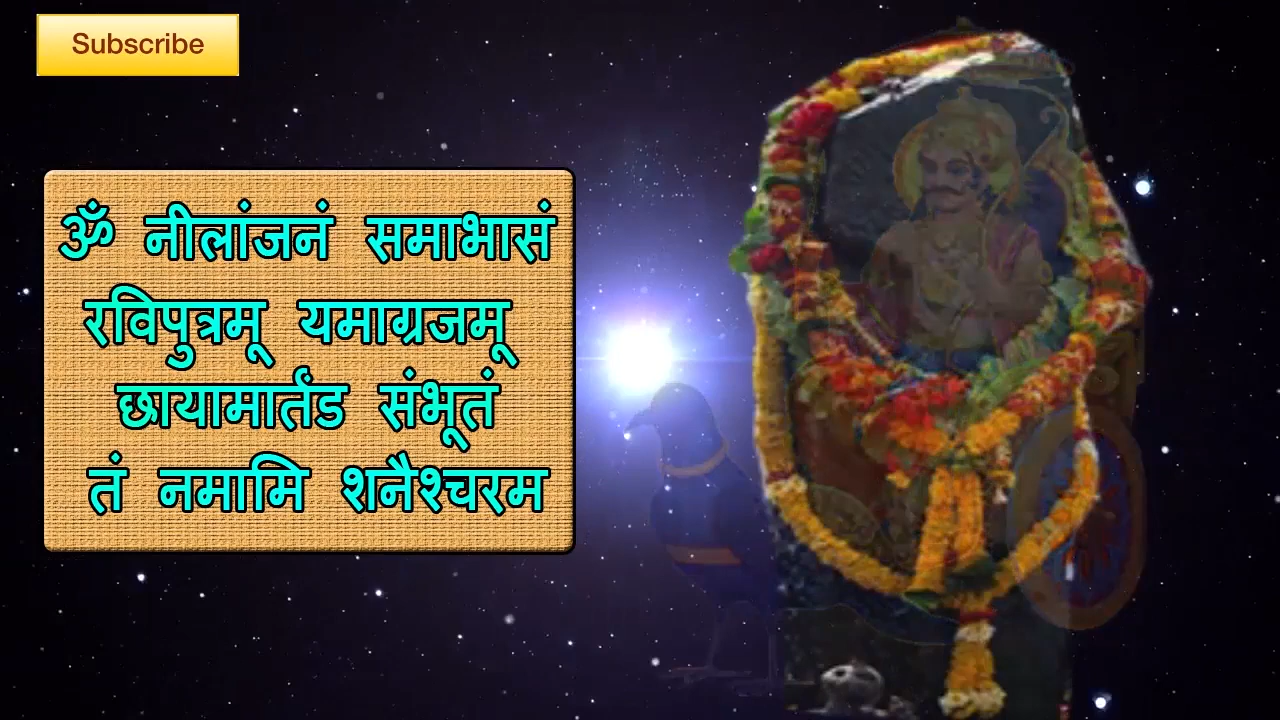 Subscribe
ॐ नीलांजनं समाभासं
रविपुत्रमू यमाग्रजमू
छायामार्तंड संभूतं
तं नमामि शनैश्चरम